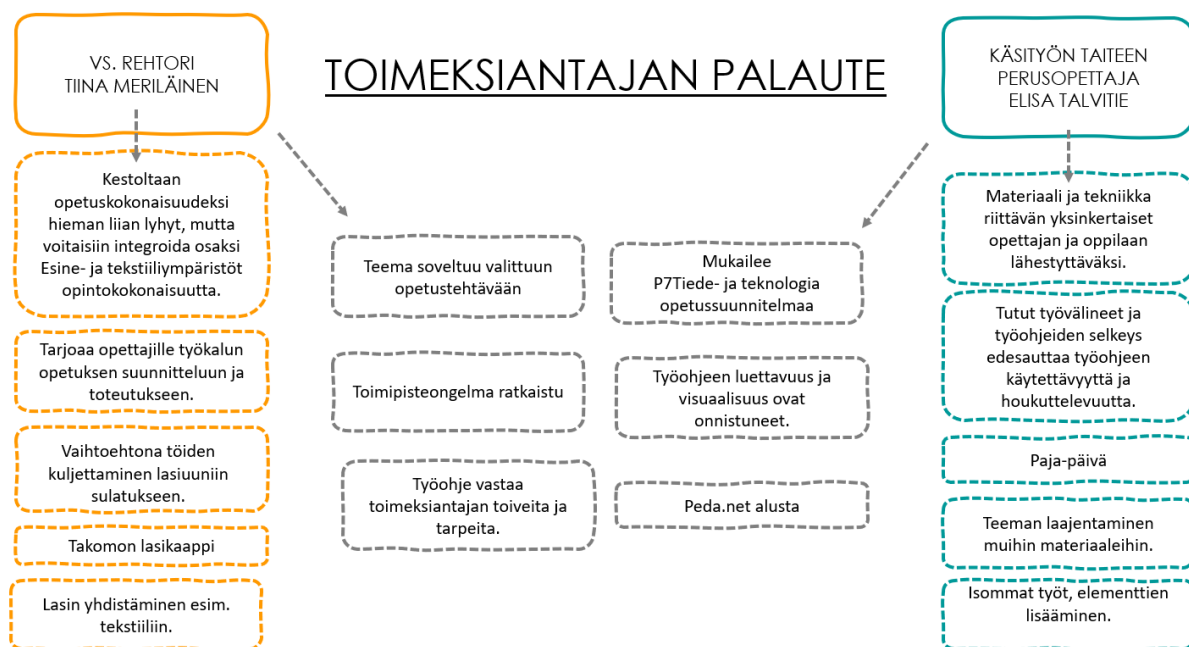 TOIMEKSIANTAJAN PALAUTE
VS. REHTORI
TIINA MERILÄINEN
Kestoltaan
opetuskokonaisuudeksi
hieman liian lyhyt, mutta
voitaisiin integroida osaksi
Esine- ja tekstiiliympäristöt
opintokokonaisuutta.
Tarjoaa opettajille työkalun
opetuksen suunnitteluun ja
toteutukseen.
Vaihtoehtona töiden
kuljettaminen lasiuuniin
sulatukseen.
Takomon lasikaappi
Lasin yhdistäminen esim.
tekstiiliin.
Teema soveltuu valittuun
opetustehtävään
Toimipisteongelma ratkaistu
Työohje vastaa
toimeksiantajan toiveita ja
tarpeita.
Mukailee
P7Tiede- ja teknologia
opetussuunnitelmaa
Työohjeen luettavuus ja
visuaalisuus ovat
onnistuneet.
Peda.net alusta
KÄSITYÖN TAITEEN
PERUSOPETTAJA
ELISA TALVITIE
Materiaali ja tekniikka
riittävän yksinkertaiset
opettajan ja oppilaan
lähestyttäväksi.
Tutut työvälineet ja
työohjeiden selkeys
edesauttaa työohjeen
käytettävyyttä ja
houkuttelevuutta.
Paja-päivä
Teeman laajentaminen
muihin materiaaleihin.
Isommat työt, elementtien
lisääminen.